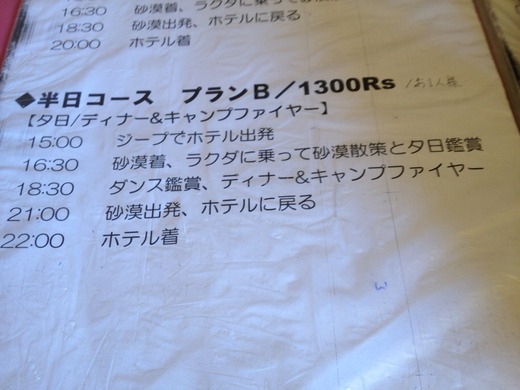 16:30 砂漠着、ラクダに乗って
18:30 砂漠出発、ホテルに戻る
20:00 ホテル着
◆半日コース プランB/1300Rs
【夕日/ディナー&キャンプファイヤー】
15:00 ジープでホテル出発
16:30 砂漠着、ラクダに乗って砂漠散策と夕日鑑賞
18:30 ダンス鑑賞、ディナー&キャンプファイヤー
21:00 砂漠出発、ホテルに戻る
22:00 ホテル着